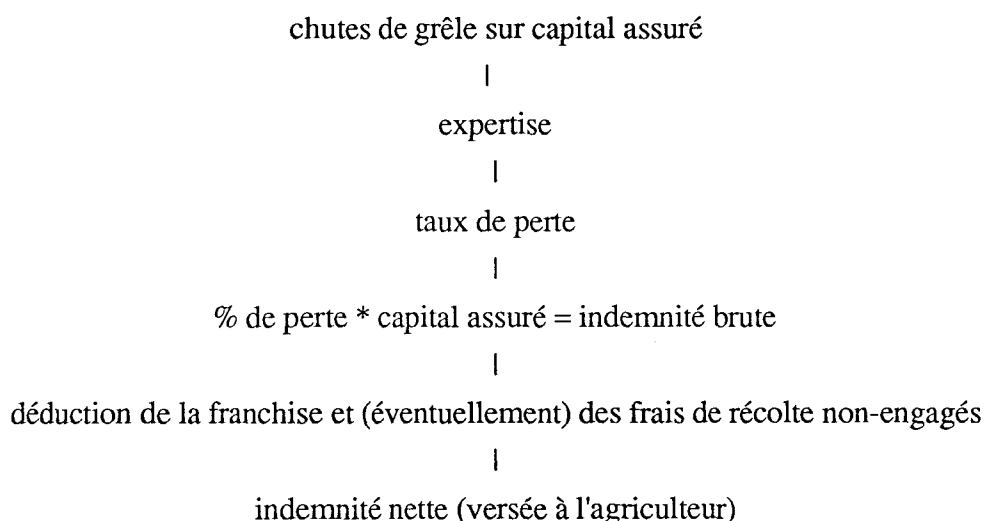 chutes de grêle sur capital assuré
|
expertise
|
taux de perte
|
% de perte * capital assuré = indemnité brute
|
déduction de la franchise et (éventuellement) des frais de récolte non-engagés
|
indemnité nette (versée à l'agriculteur)